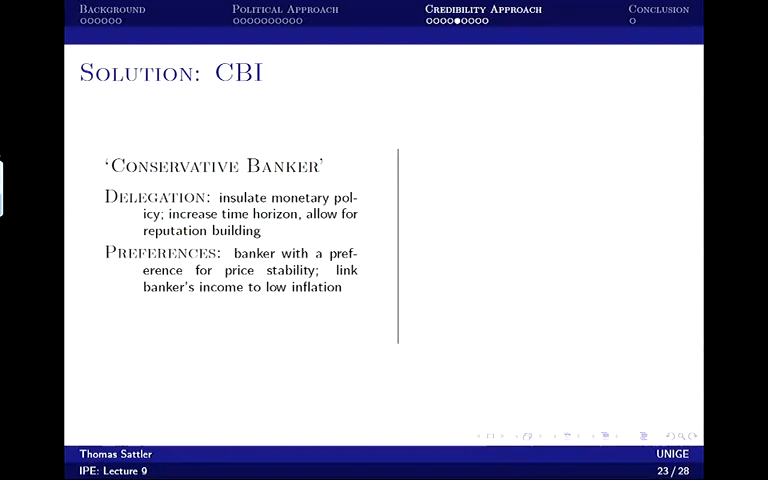 Background Political Approach Credibility Approach Conclusion
Solution: CBI
‘Conservative Banker’
Delegation: insulate monetary pol-
icy; increase time horizon, allow for
reputation building
Preferences: banker with a pref-
erence for price stability; link
banker's income to low inflation
Thomas Sattler UNIGE
IPE: Lecture 9 23 / 28